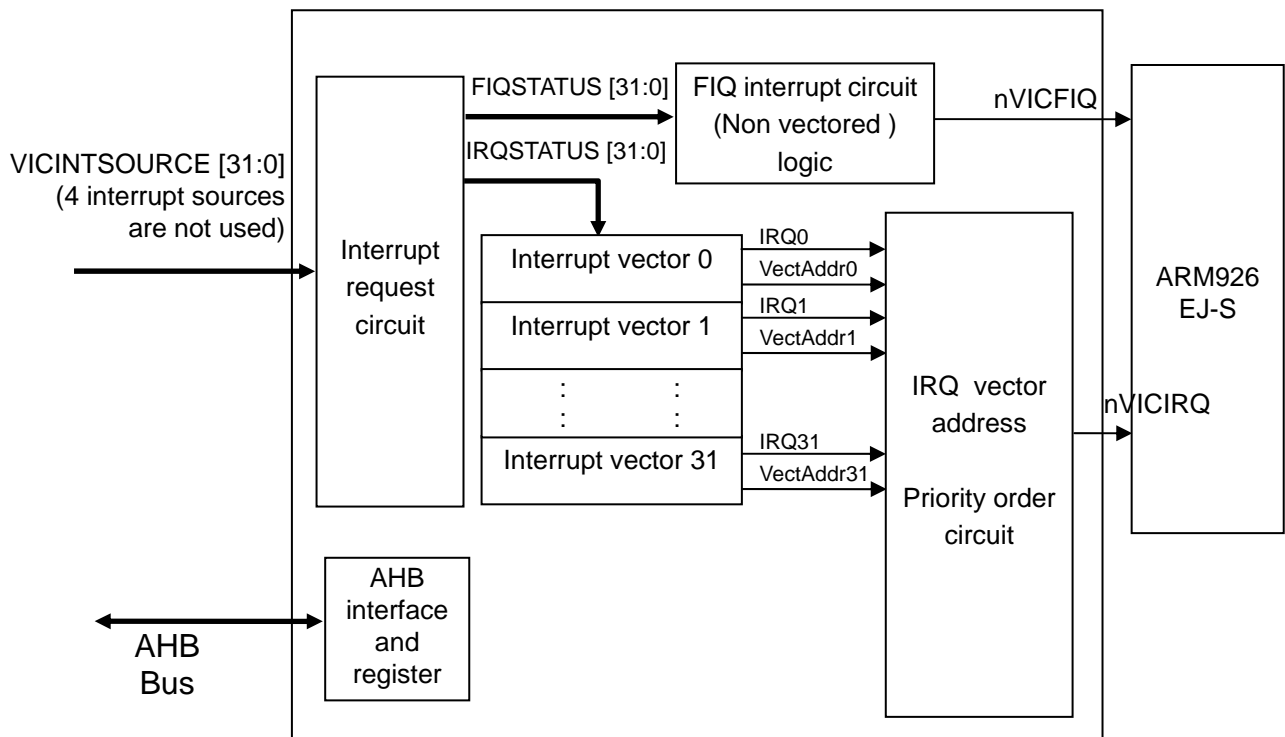 VICINTSOURCE [31:0]
(4 interrupt sources
are not used)
Interrupt
request
circuit
FIQSTATUS [31:0]
IRQSTATUS [31:0]
FIQ interrupt circuit
(Non vectored )
logic
nVICFIQ
Interrupt vector 0
Interrupt vector 1
:
:
:
:
Interrupt vector 31
IRQ0
VectAddr0
IRQ1
VectAddr1
IRQ31
VectAddr31
IRQ vector
address
Priority order
circuit
nVICIRQ
ARM926
EJ-S
AHB
interface
and
register
AHB
Bus